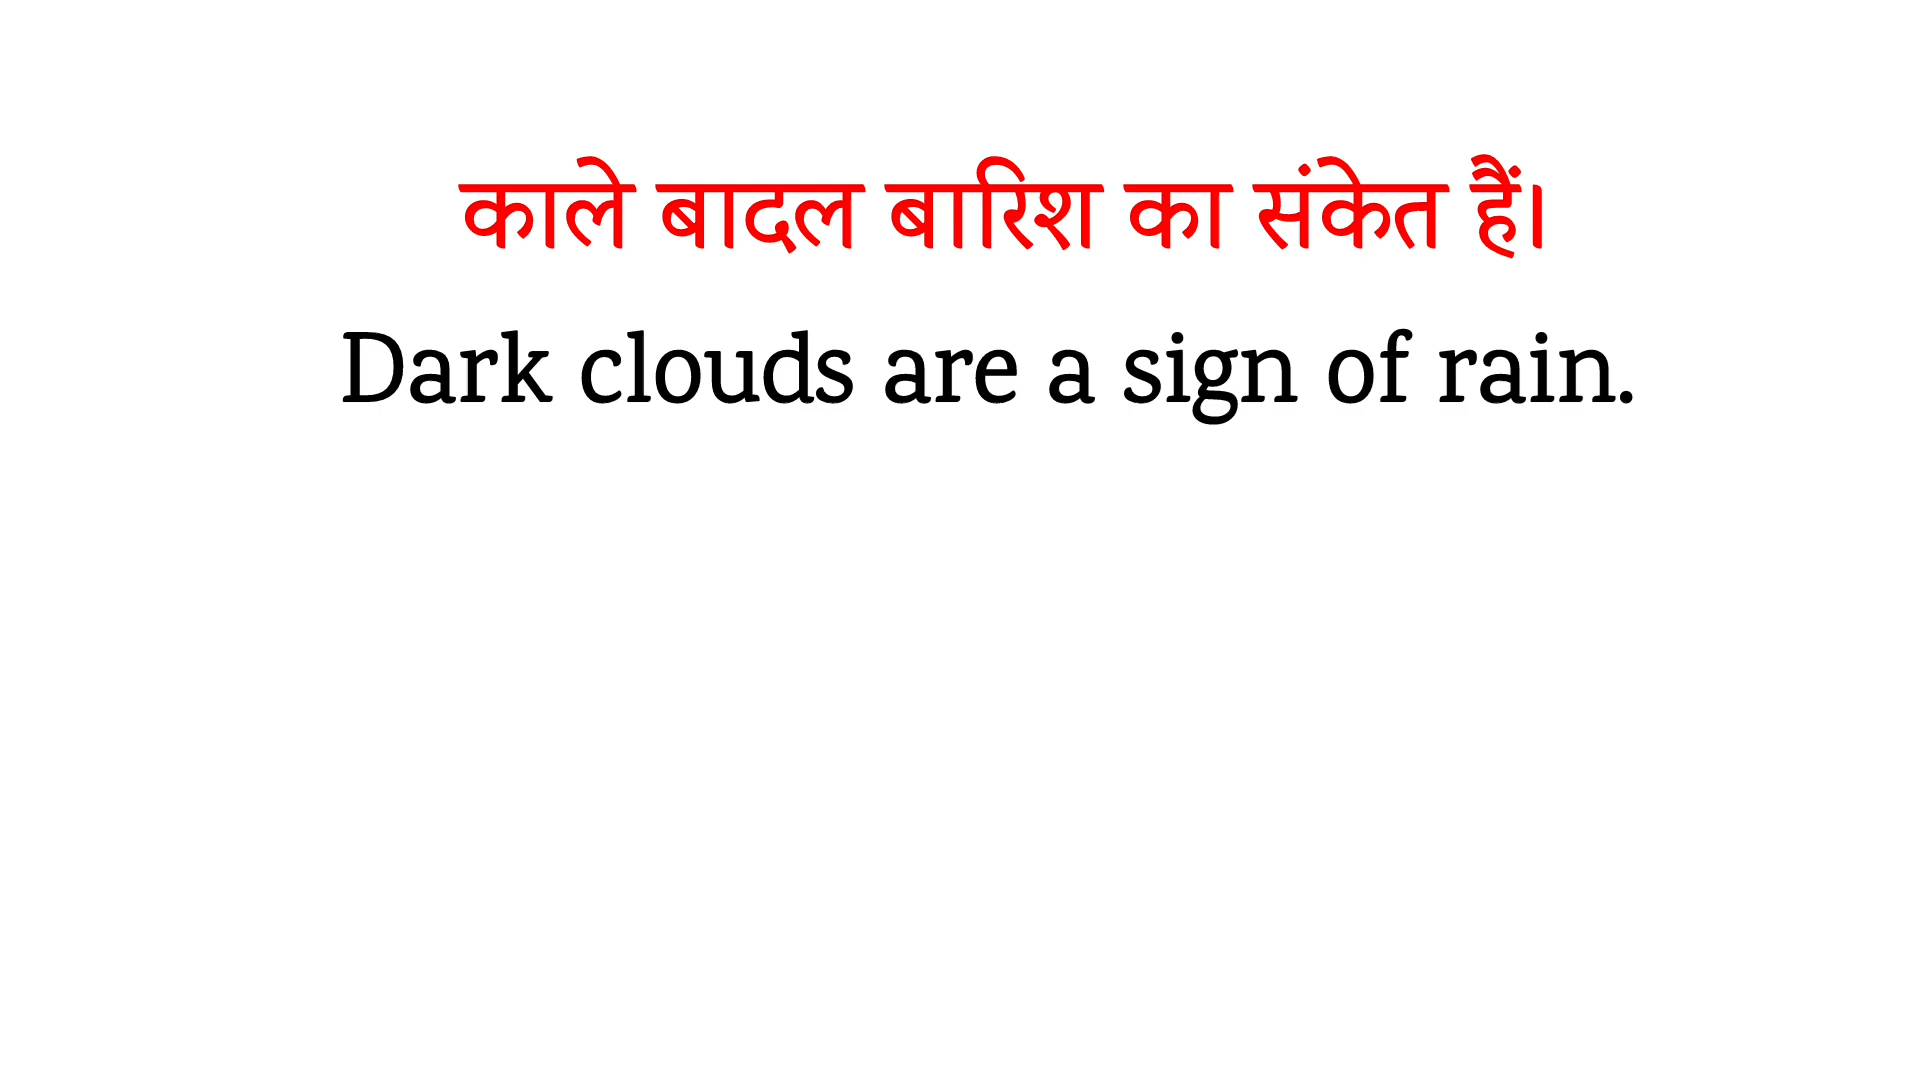 काले बादल बारिश का संकेत हैं।
Dark clouds are a sign of rain.